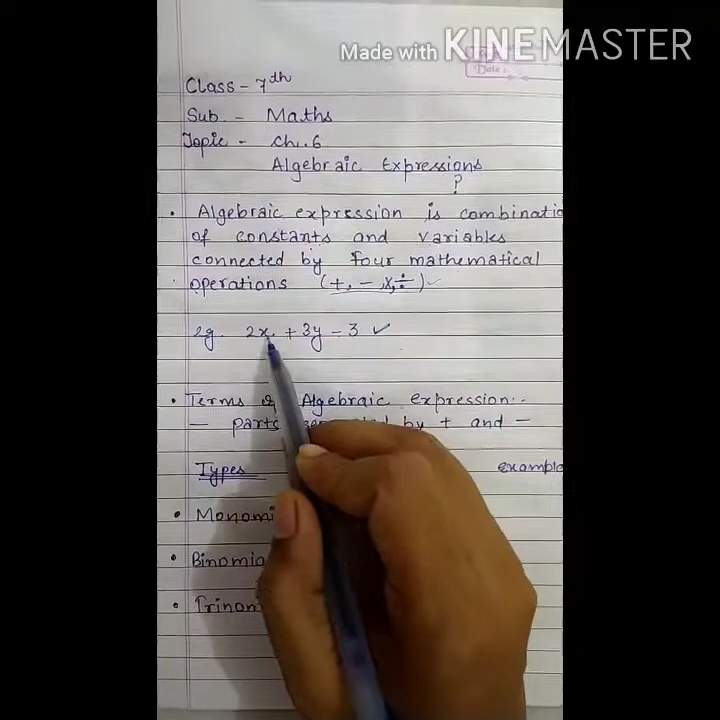 Made with KINEMASTER
Date:
Class - 7th
Sub. - Maths
Topic - Ch. 6
Algebraic Expressions
?
• Algebraic expression is combinatio
of constants and variables
connected by four mathematical
operations (+, -, x, ÷) ✓
eg. 2x + 3y - 3 ✓
• Terms of Algebraic expression :-
— parts by + and —
Types example
• Monomi
• Binomia
• Trinom